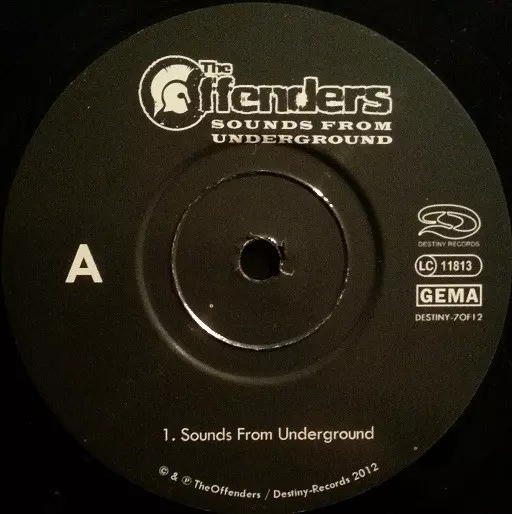 The
Offenders
SOUNDS FROM
UNDERGROUND
A
DESTINY RECORDS
LC 11813
GEMA
DESTINY-7OF12
1. Sounds From Underground
© & ℗ TheOffenders / Destiny-Records 2012